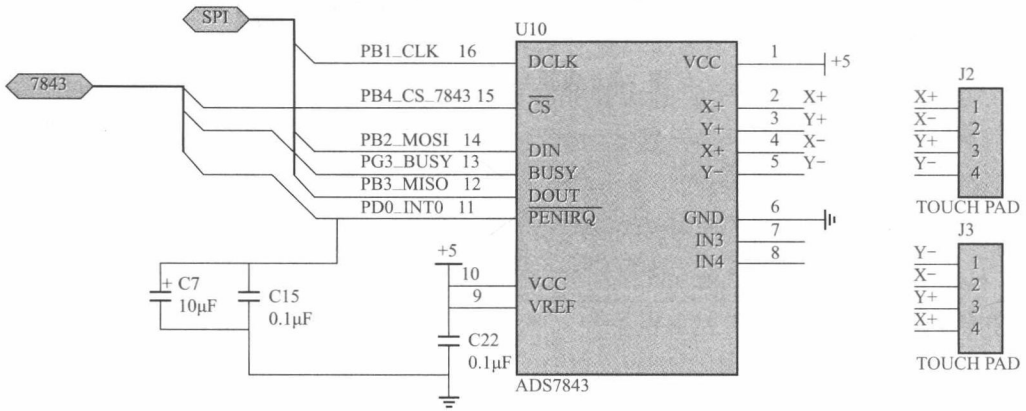 SPI
7843
U10
PB1_CLK 16
DCLK
VCC
1
+5
PB4_CS_7843 15
CS
X+
2
X+
Y+
3
Y+
PB2_MOSI 14
DIN
X+
4
X-
PG3_BUSY 13
BUSY
Y-
5
Y-
PB3_MISO 12
DOUT
PD0_INT0 11
PENIRQ
GND
6
IN3
7
IN4
8
+5
10
VCC
9
VREF
+ C7
10μF
C15
0.1μF
C22
0.1μF
ADS7843
J2
X+
1
X-
2
Y+
3
Y-
4
TOUCH PAD
J3
Y-
1
X-
2
Y+
3
X+
4
TOUCH PAD